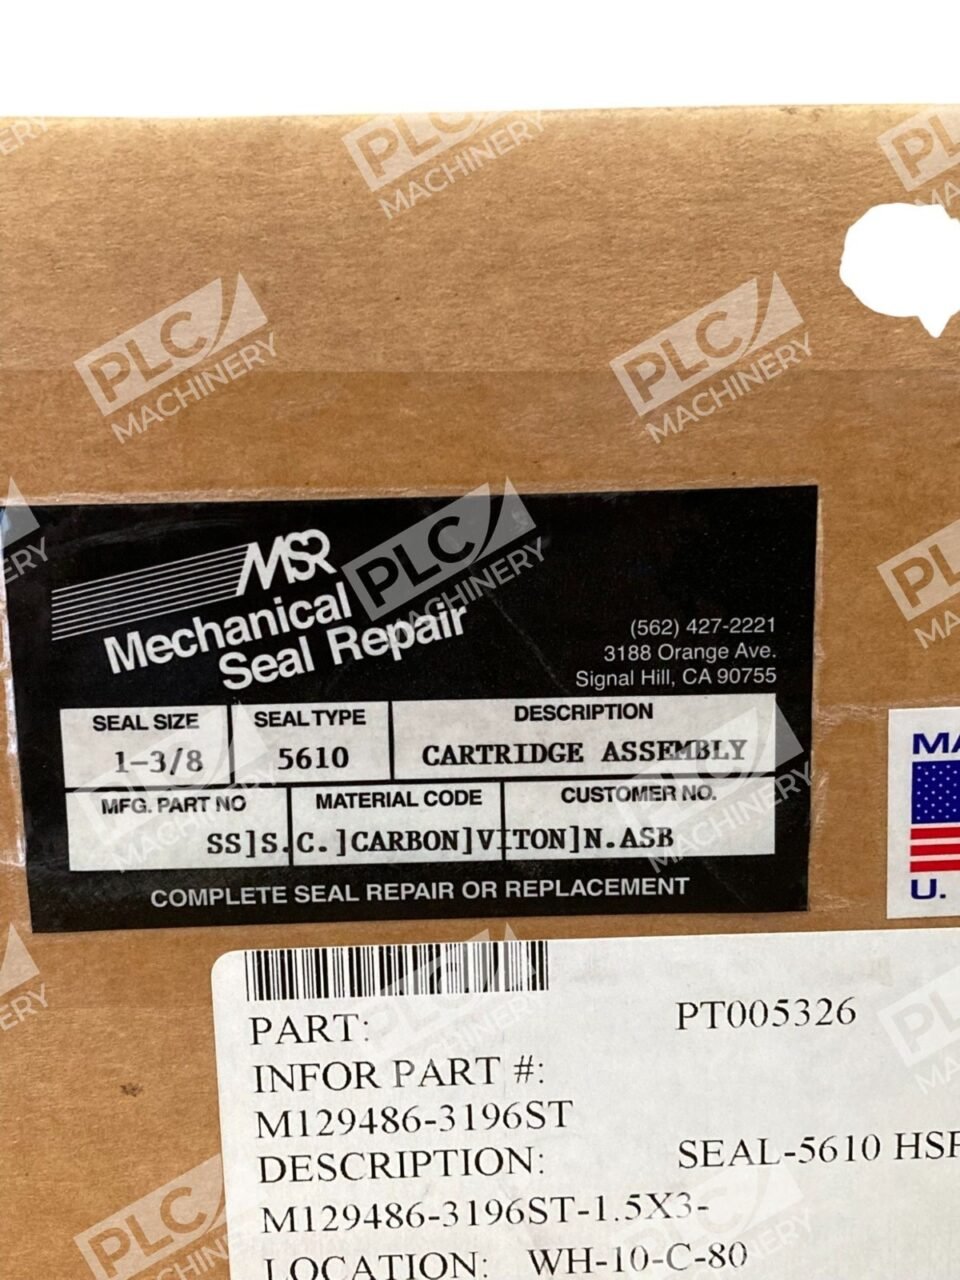 MSR
Mechanical
Seal Repair
(562) 427-2221
3188 Orange Ave.
Signal Hill, CA 90755
SEAL SIZE SEAL TYPE DESCRIPTION
1-3/8 5610 CARTRIDGE ASSEMBLY
MFG. PART NO MATERIAL CODE CUSTOMER NO.
SS]S.C.]CARBON]VITON]N.ASB
COMPLETE SEAL REPAIR OR REPLACEMENT
MA
U.
PART: PT005326
INFOR PART #:
M129486-3196ST
DESCRIPTION: SEAL-5610 HSF
M129486-3196ST-1.5X3-
LOCATION: WH-10-C-80
PLC MACHINERY